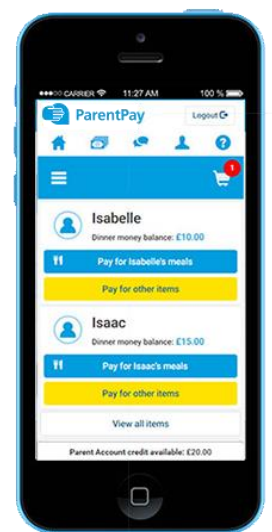 CARRIER 11:27 AM 100 %
ParentPay Logout
1
Isabelle
Dinner money balance: £10.00
Pay for Isabelle's meals
Pay for other items
Isaac
Dinner money balance: £15.00
Pay for Isaac's meals
Pay for other items
View all items
Parent Account credit available: £20.00